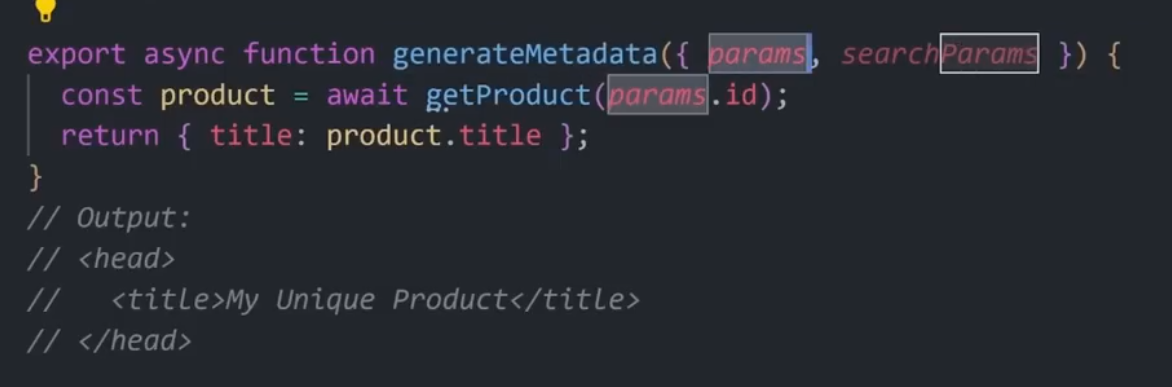 export async function generateMetadata({ params, searchParams }) {
  const product = await getProduct(params.id);
  return { title: product.title };
}
// Output:
// <head>
//   <title>My Unique Product</title>
// </head>